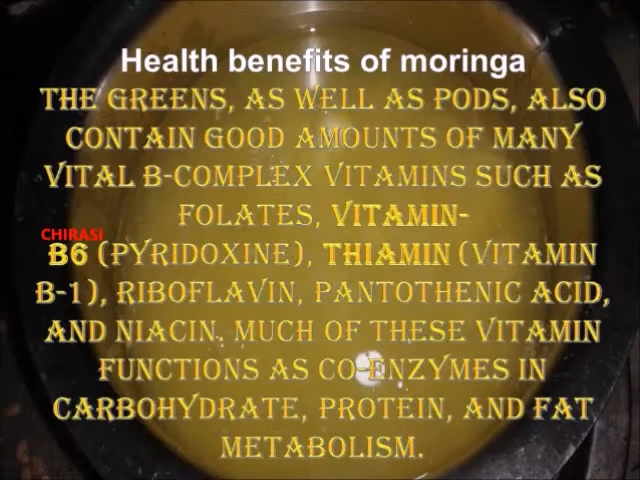 Health benefits of moringa
THE GREENS, AS WELL AS PODS, ALSO
CONTAIN GOOD AMOUNTS OF MANY
VITAL B-COMPLEX VITAMINS SUCH AS
FOLATES, VITAMIN-
CHIRASI
B6 (PYRIDOXINE), THIAMIN (VITAMIN
B-1), RIBOFLAVIN, PANTOTHENIC ACID,
AND NIACIN. MUCH OF THESE VITAMIN
FUNCTIONS AS CO-ENZYMES IN
CARBOHYDRATE, PROTEIN, AND FAT
METABOLISM.